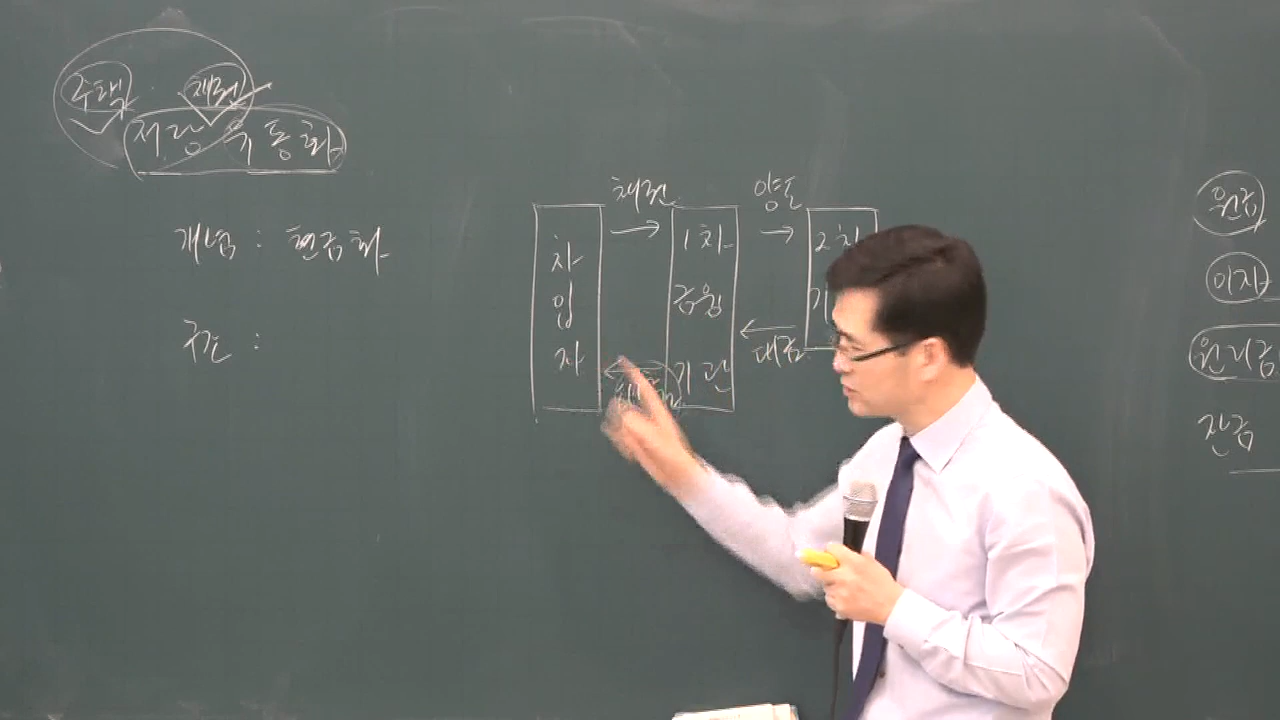 주택 채권
저당 유통화
개념 : 현금화
구조 :
채권 양도
차입자
1차 금융 기관
2차 기
대금
원금
이자
원리금
잔금